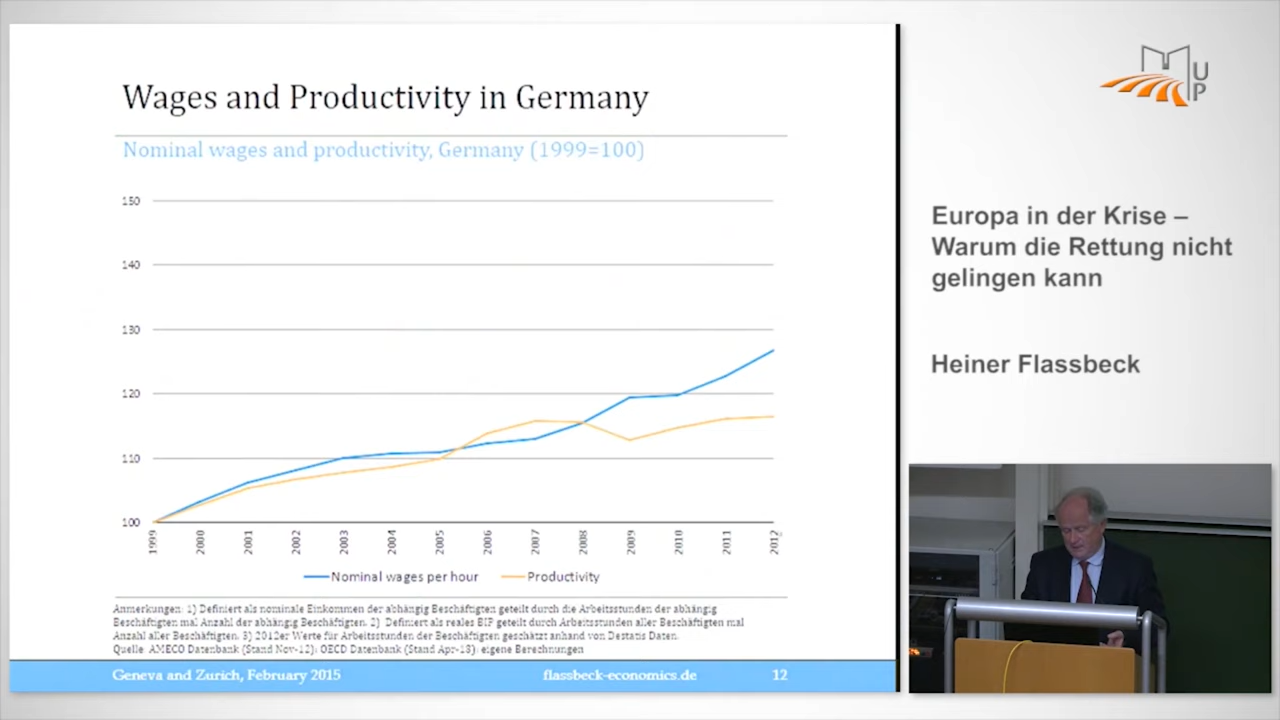 Wages and Productivity in Germany
Nominal wages and productivity, Germany (1999=100)
150
140
130
120
110
100
1999
2000
2001
2002
2003
2004
2005
2006
2007
2008
2009
2010
2011
2012
Nominal wages per hour
Productivity
Anmerkungen: 1) Definiert als nominale Einkommen der abhängig Beschäftigten geteilt durch die Arbeitsstunden der abhängig
Beschäftigten mal Anzahl der abhängig Beschäftigten. 2) Definiert als reales BIP geteilt durch Arbeitsstunden aller Beschäftigten mal
Anzahl aller Beschäftigten. 3) 2012er Werte für Arbeitsstunden der Beschäftigten geschätzt anhand von Destatis Daten.
Quelle: AMECO Datenbank (Stand Nov-12); OECD Datenbank (Stand Apr-13); eigene Berechnungen
Geneva and Zurich, February 2015
flassbeck-economics.de
12
MUP
Europa in der Krise –
Warum die Rettung nicht
gelingen kann
Heiner Flassbeck